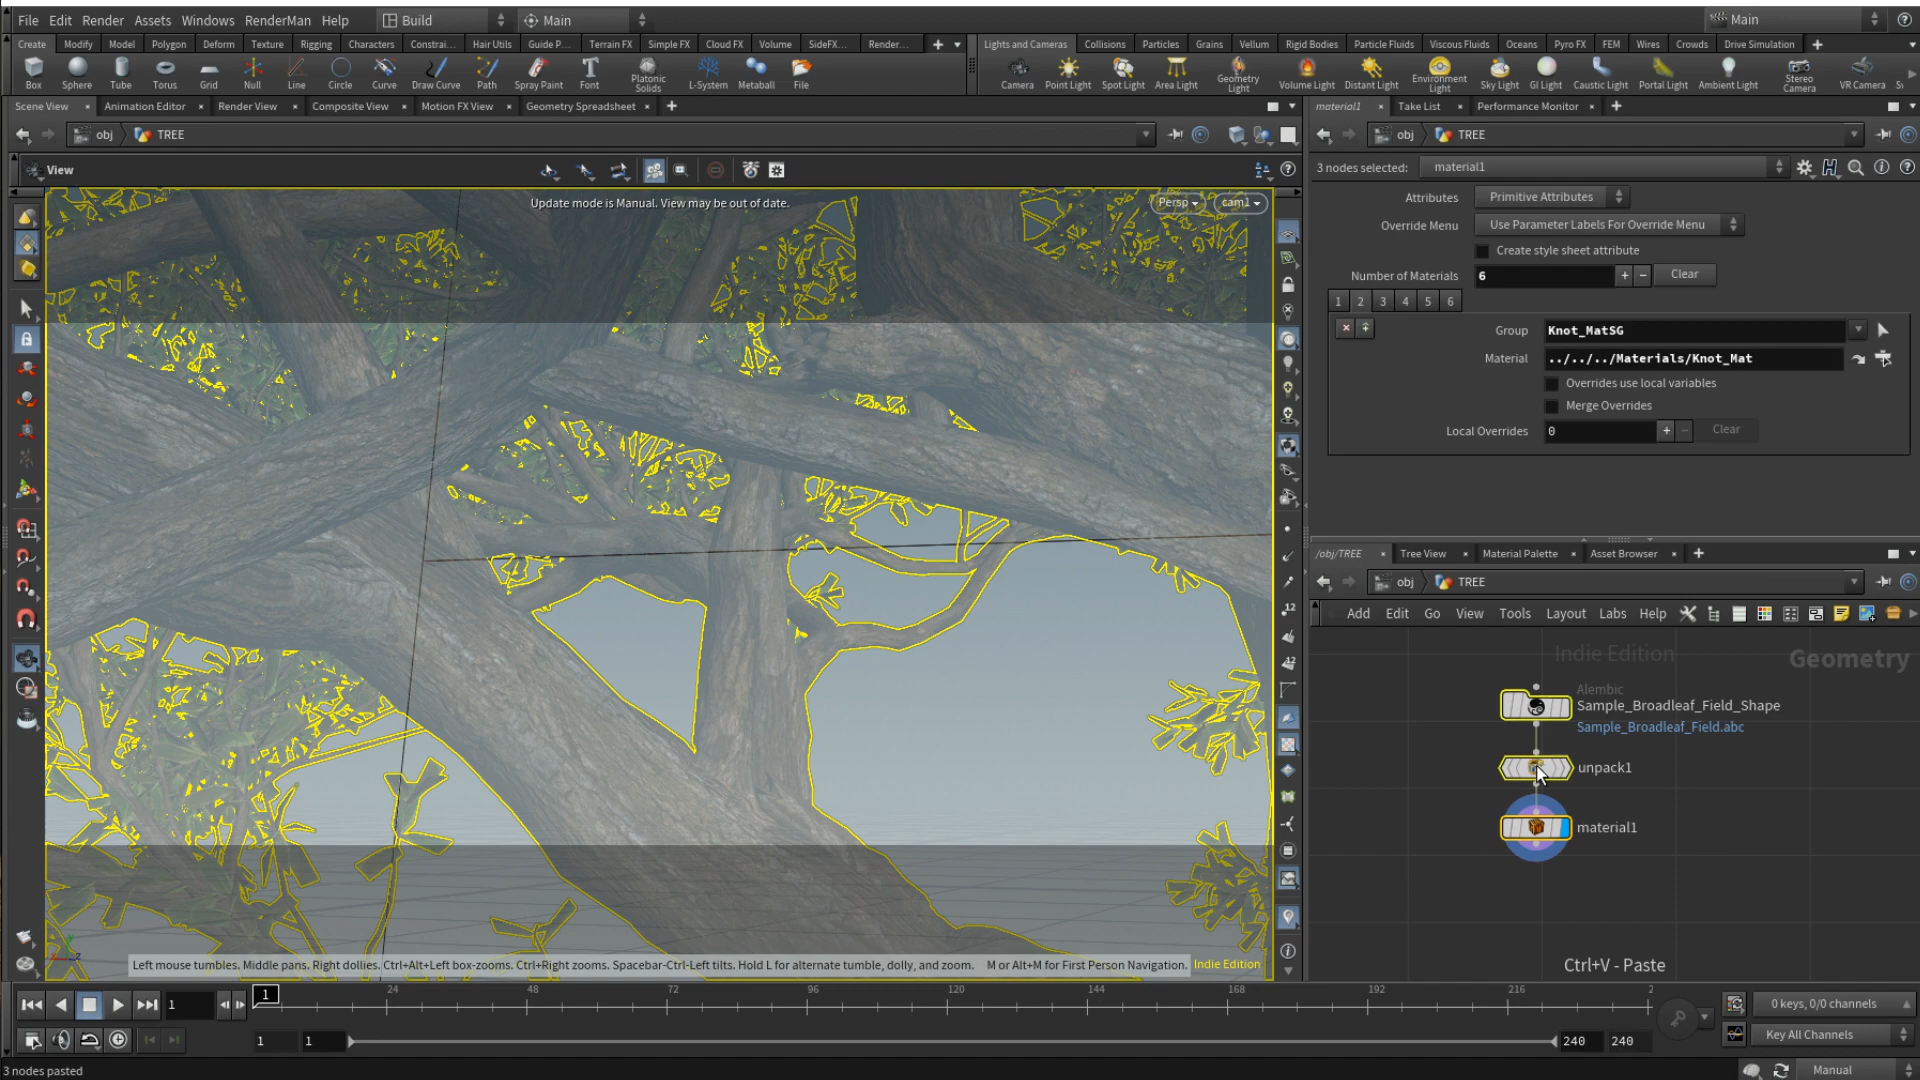 File Edit Render Assets Windows RenderMan Help Build Main Main
Create Modify Model Polygon Deform Texture Rigging Characters Constrai... Hair Utils Guide P... Terrain FX Simple FX Cloud FX Volume SideFX... Render...
Lights and Cameras Collisions Particles Grains Vellum Rigid Bodies Particle Fluids Viscous Fluids Oceans Pyro FX FEM Wires Crowds Drive Simulation
Box Sphere Tube Torus Grid Null Line Circle Curve Draw Curve Path Spray Paint Font Platonic Solids L-System Metaball File
Camera Point Light Spot Light Area Light Geometry Light Volume Light Distant Light Environment Light Sky Light GI Light Caustic Light Portal Light Ambient Light Stereo Camera VR Camera
Scene View Animation Editor Render View Composite View Motion FX View Geometry Spreadsheet
material1 Take List Performance Monitor
obj TREE
obj TREE
View
3 nodes selected: material1
Update mode is Manual. View may be out of date.
Persp cam1
Attributes Primitive Attributes
Override Menu Use Parameter Labels For Override Menu
Create style sheet attribute
Number of Materials 6 Clear
1 2 3 4 5 6
Group Knot_MatSG
Material ../../../Materials/Knot_Mat
Overrides use local variables
Merge Overrides
Local Overrides 0 Clear
/obj/TREE Tree View Material Palette Asset Browser
obj TREE
Add Edit Go View Tools Layout Labs Help
Indie Edition
Geometry
Alembic
Sample_Broadleaf_Field_Shape
Sample_Broadleaf_Field.abc
unpack1
material1
Ctrl+V - Paste
Left mouse tumbles. Middle pans. Right dollies. Ctrl+Alt+Left box-zooms. Ctrl+Right zooms. Spacebar-Ctrl-Left tilts. Hold L for alternate tumble, dolly, and zoom. M or Alt+M for First Person Navigation.
Indie Edition
1 1 24 48 72 96 120 144 168 192 216 2
0 keys, 0/0 channels
1 1 240 240
Key All Channels
3 nodes pasted
Manual